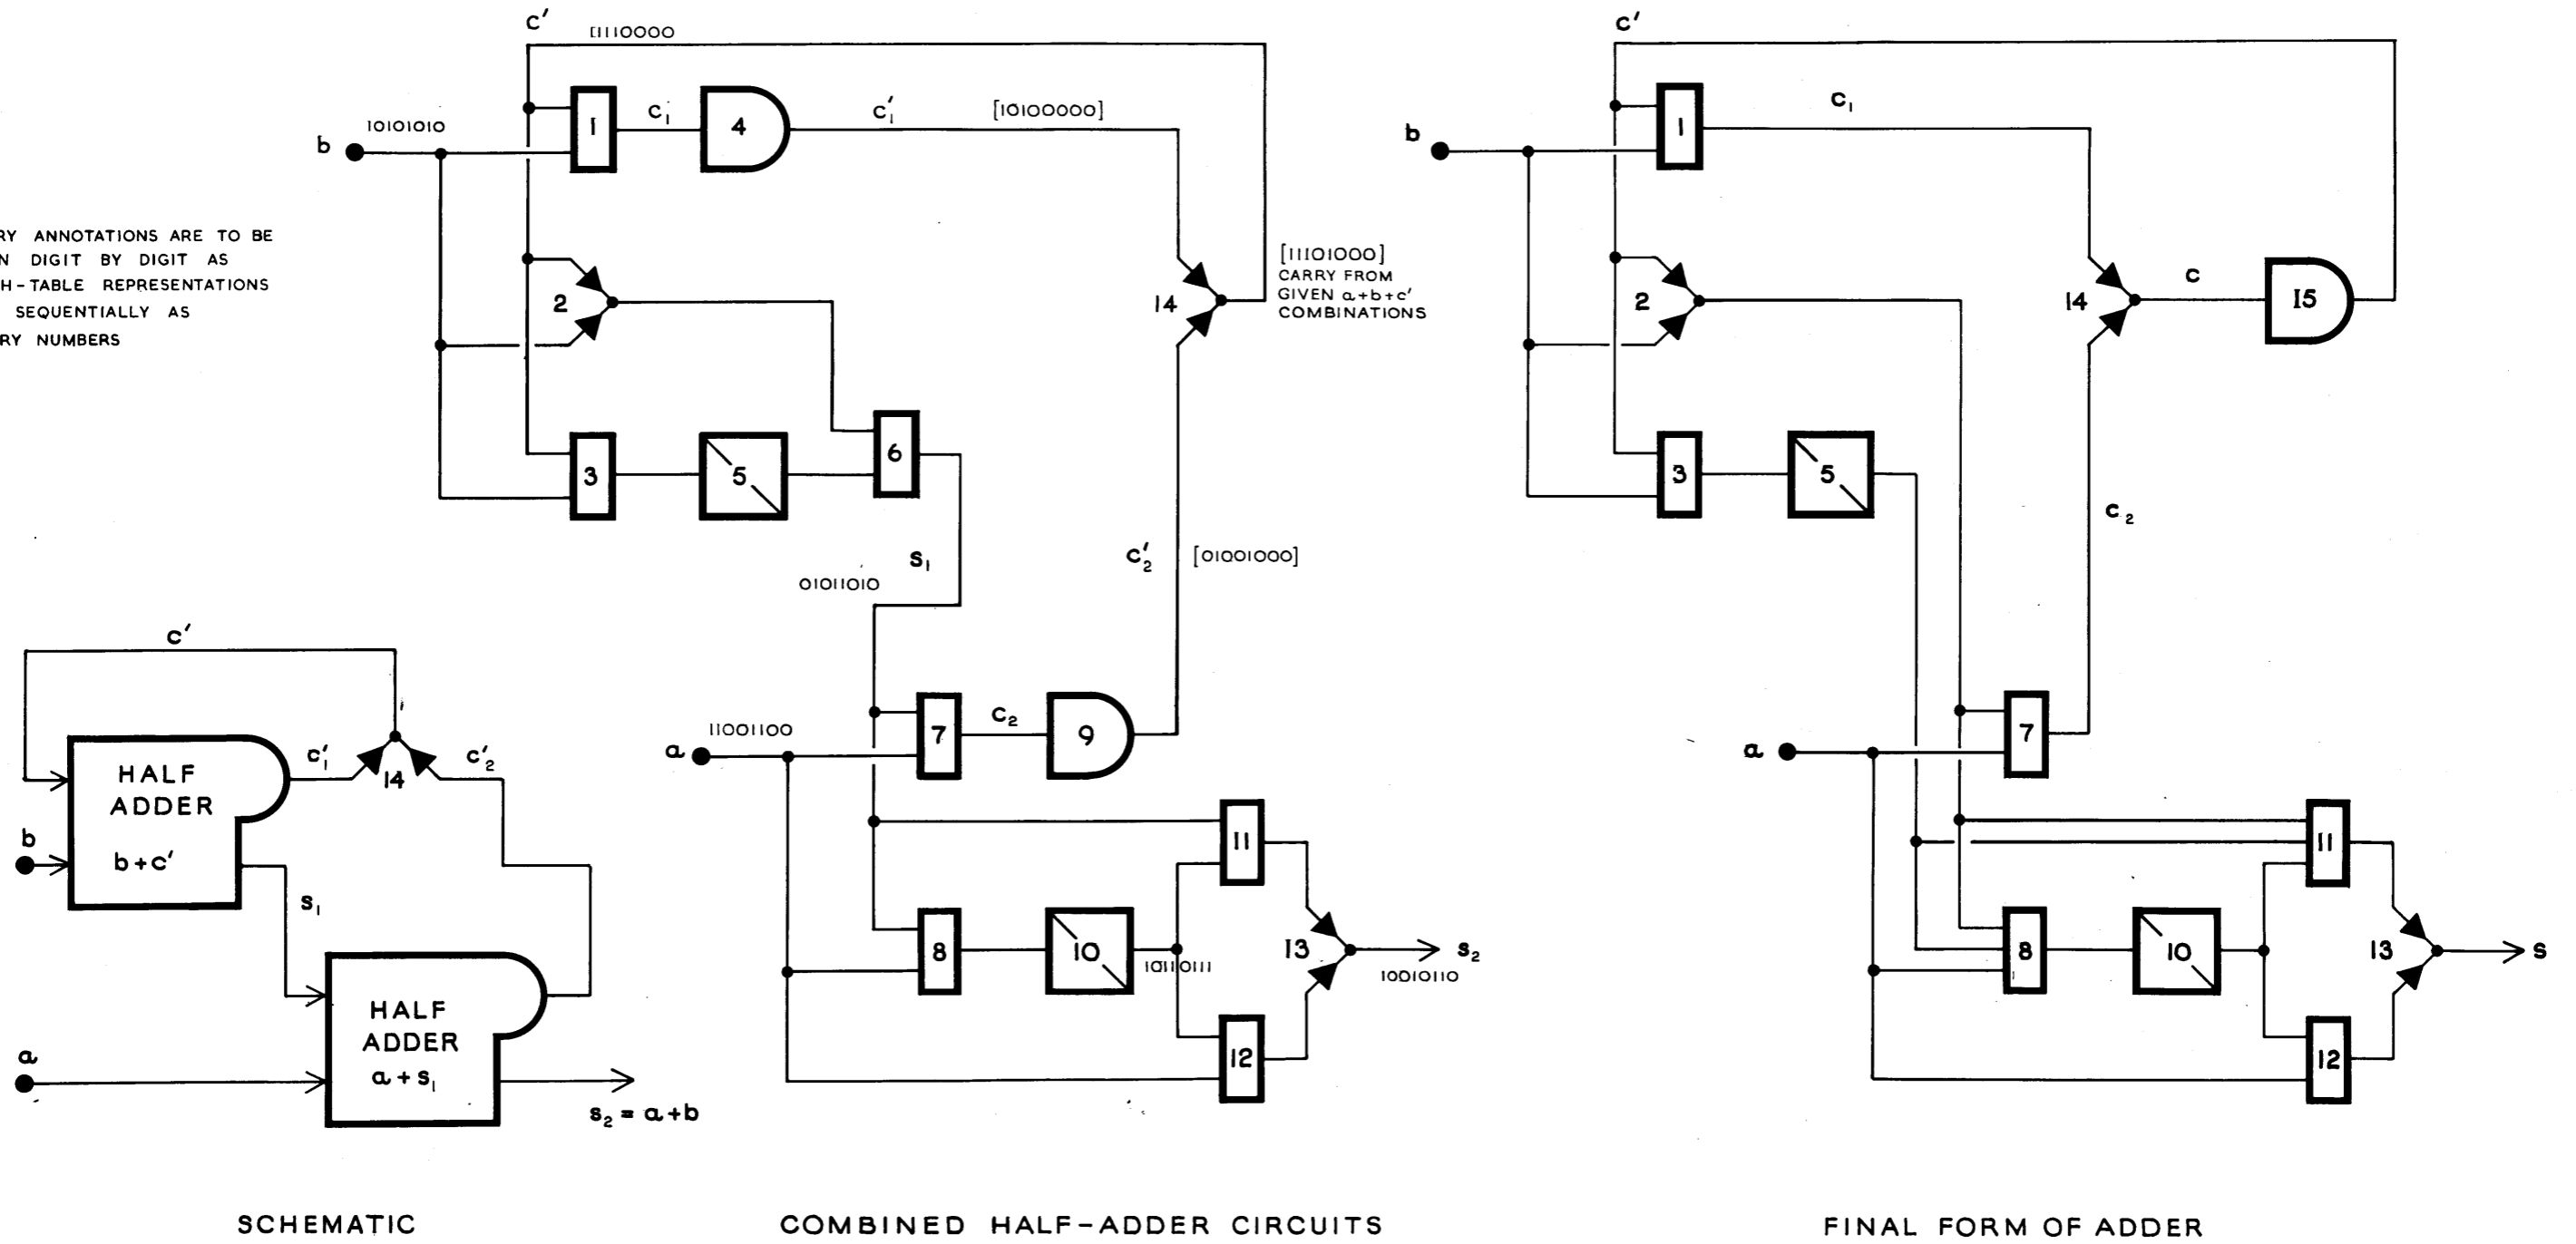 c′
[1110000
b
10101010
1
c₁
4
c′₁
[10100000]
2
14
[11101000]
CARRY FROM
GIVEN a+b+c′
COMBINATIONS
3
5
6
s₁
01011010
c′₂
[01001000]
11001100
a
7
c₂
9
8
10
10110111
11
12
13
s₂
10010110
COMBINED HALF-ADDER CIRCUITS
RY ANNOTATIONS ARE TO BE
N DIGIT BY DIGIT AS
H-TABLE REPRESENTATIONS
SEQUENTIALLY AS
RY NUMBERS
c′
HALF
ADDER
b+c′
c′₁
14
c′₂
b
s₁
a
HALF
ADDER
a+s₁
s₂ = a+b
SCHEMATIC
c′
b
1
c₁
2
14
c
15
3
5
c₂
a
7
8
10
11
12
13
s
FINAL FORM OF ADDER